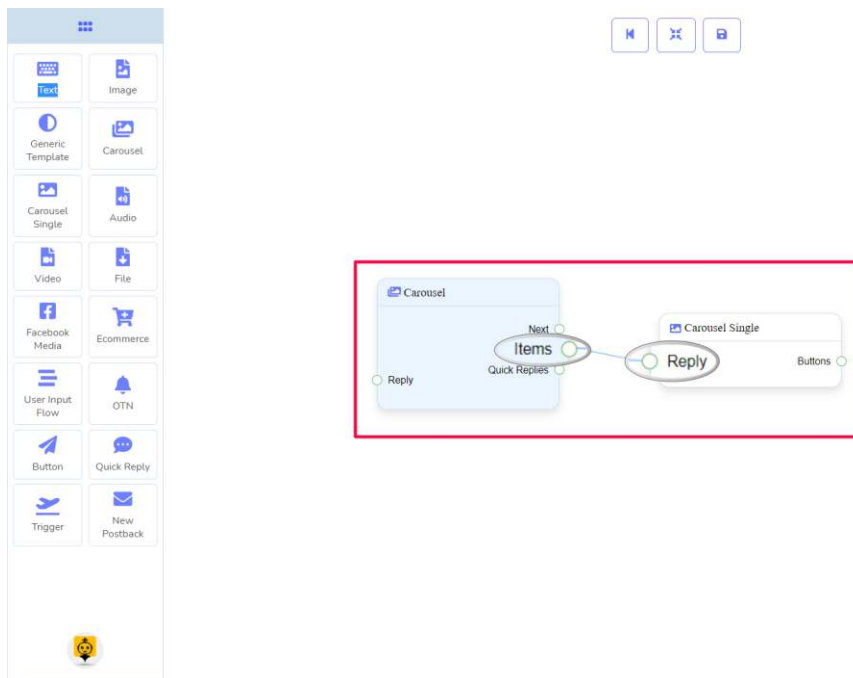 Text
Image
Generic
Template
Carousel
Carousel
Single
Audio
Video
File
Facebook
Media
Ecommerce
User Input
Flow
OTN
Button
Quick Reply
Trigger
New
Postback
Carousel
Next
Items
Quick Replies
Reply
Carousel Single
Reply
Buttons